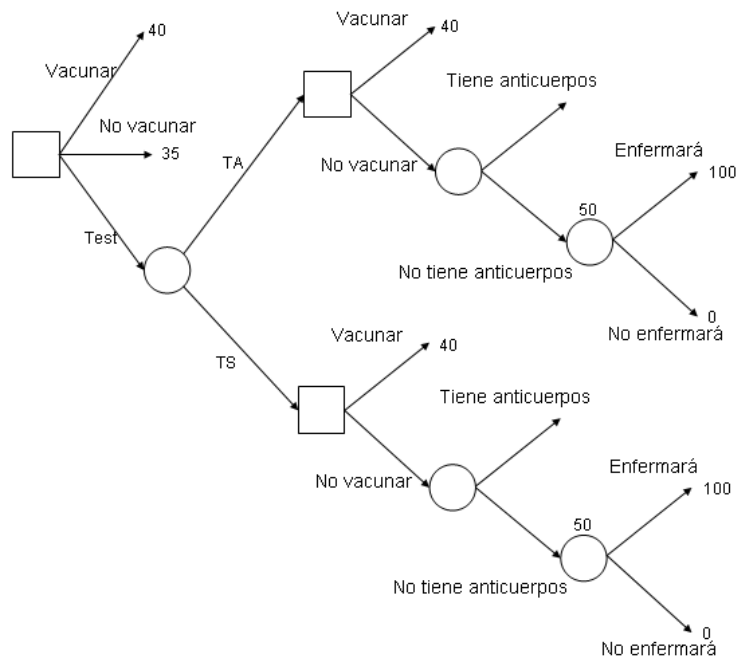 Vacunar
40
No vacunar
35
Test
TA
TS
Vacunar
40
No vacunar
Tiene anticuerpos
No tiene anticuerpos
50
Enfermará
100
0
No enfermará
Vacunar
40
No vacunar
Tiene anticuerpos
No tiene anticuerpos
50
Enfermará
100
0
No enfermará